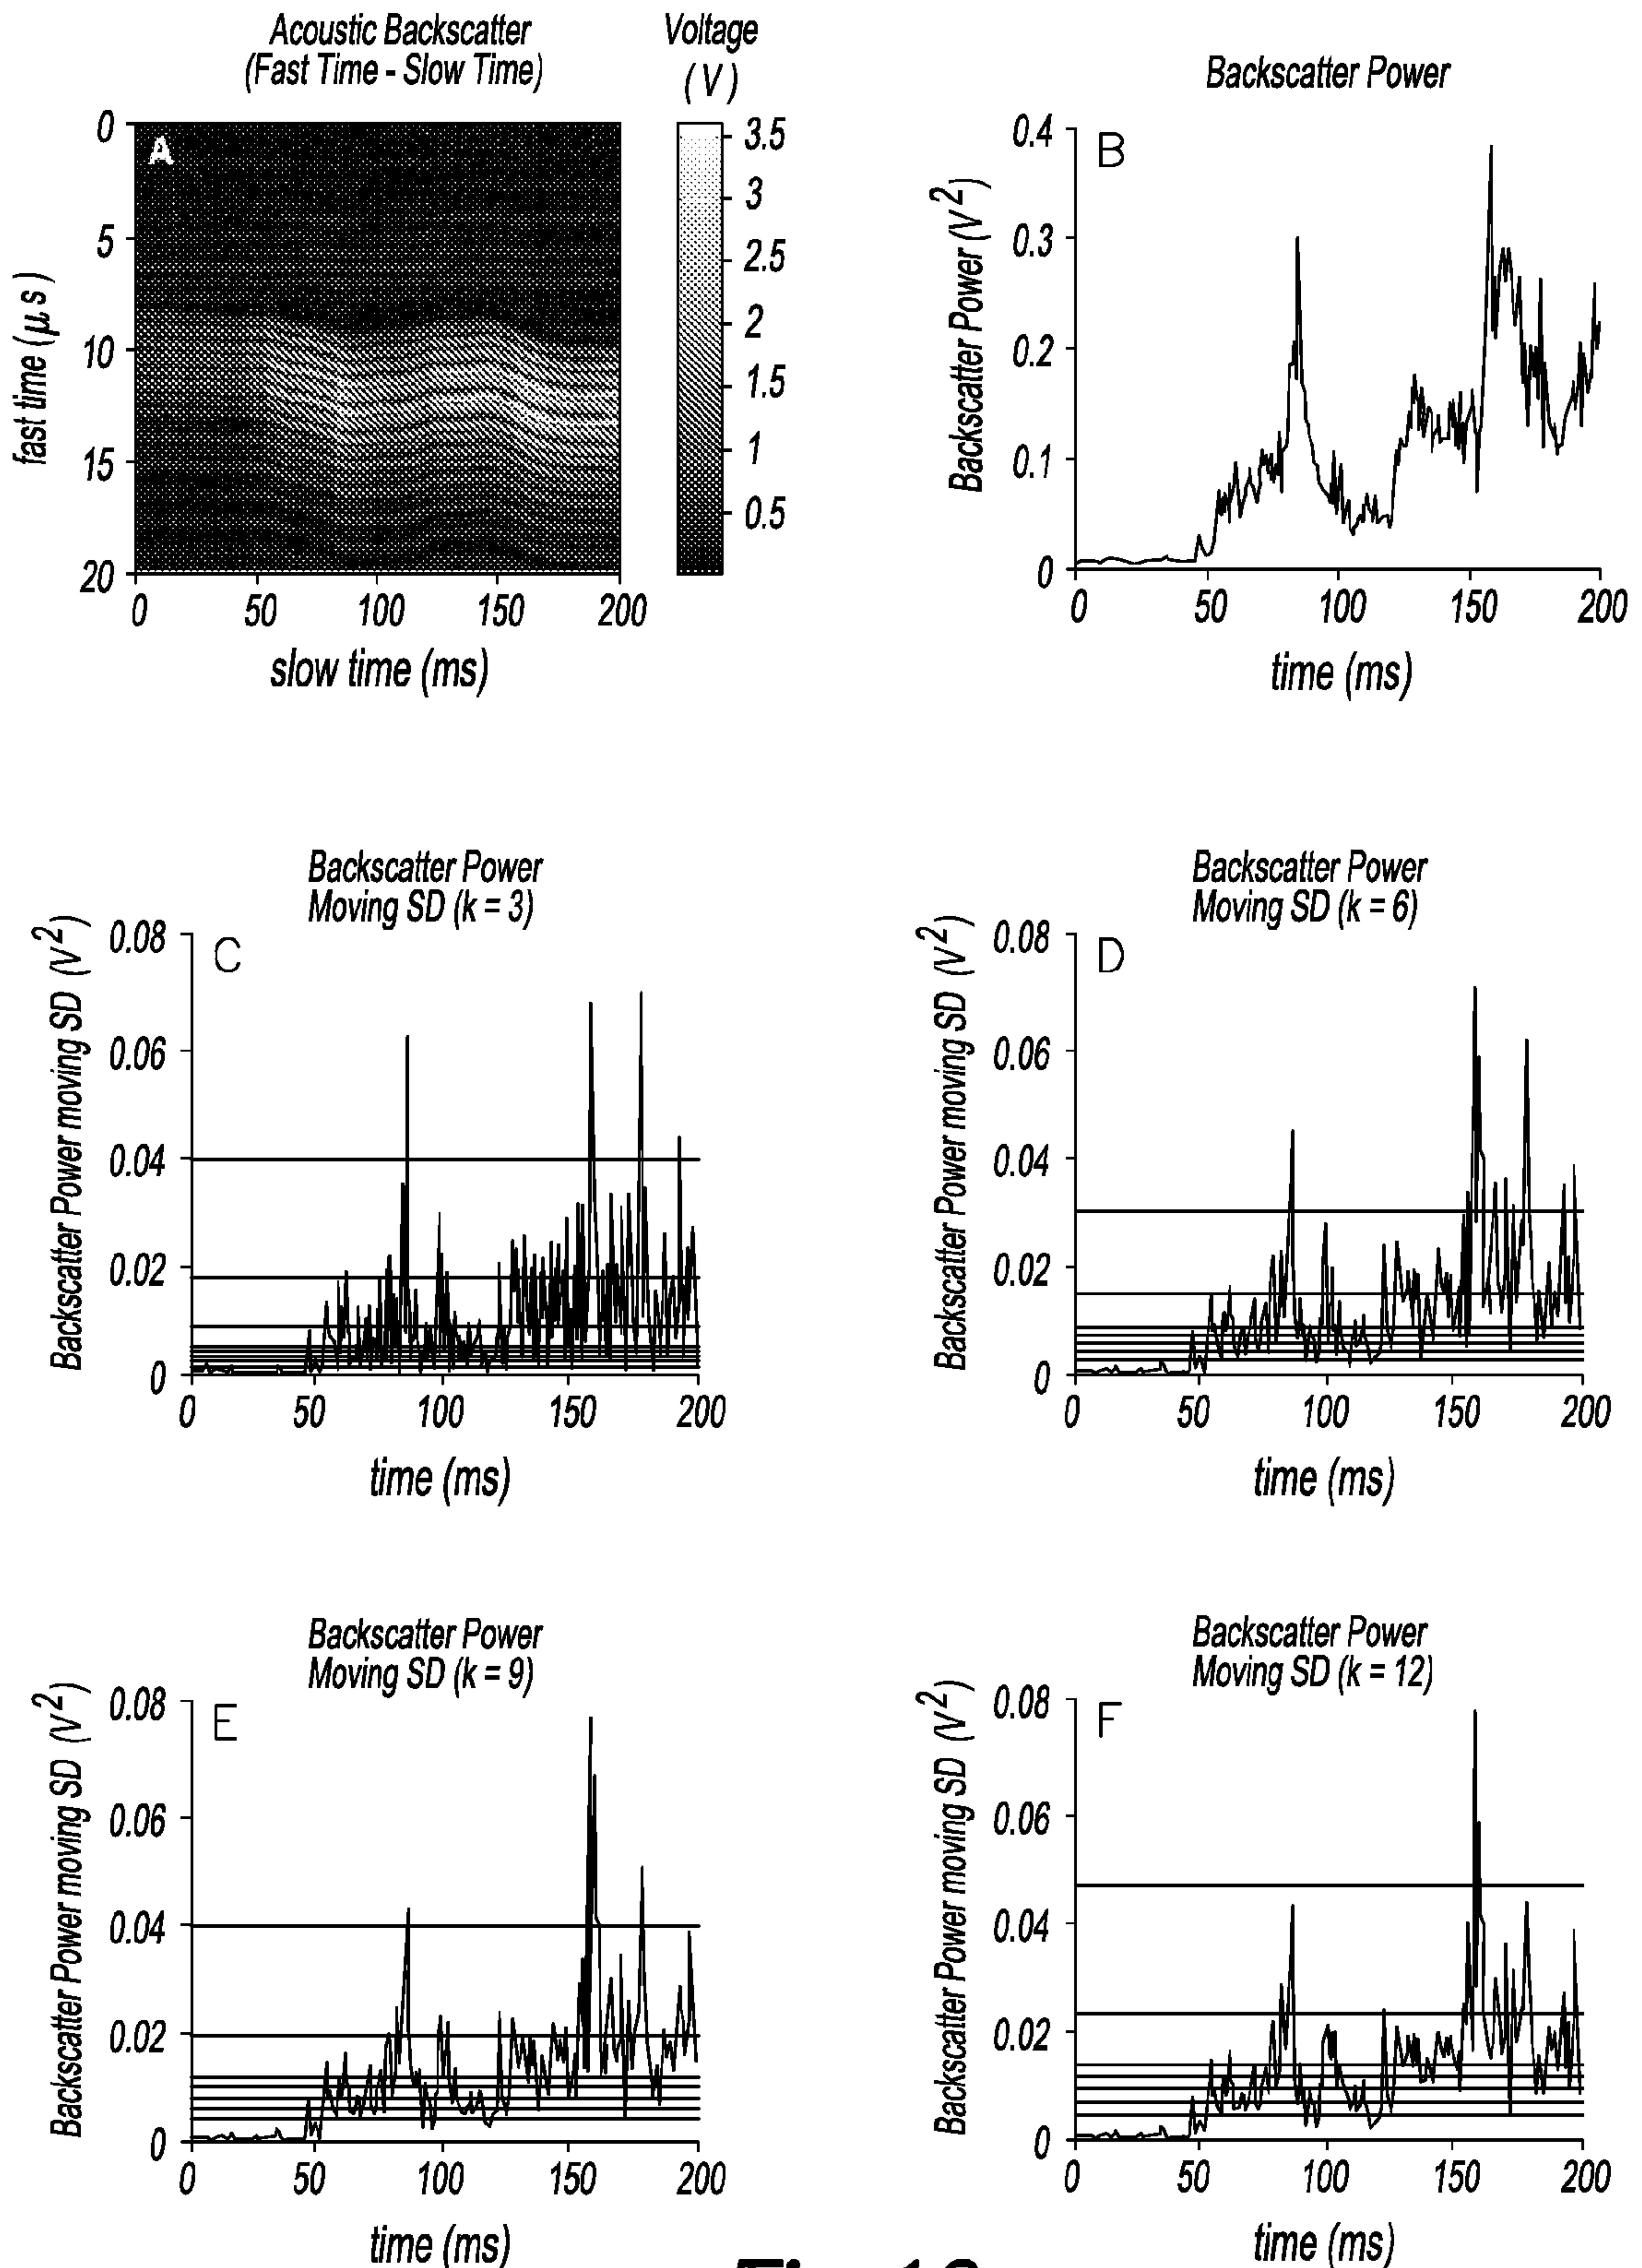 Acoustic Backscatter
(Fast Time - Slow Time)
Voltage
(V)
A
0
5
10
15
20
fast time (μs)
0 50 100 150 200
slow time (ms)
3.5
3
2.5
2
1.5
1
0.5
Backscatter Power
B
0.4
0.3
0.2
0.1
0
Backscatter Power (V²)
0 50 100 150 200
time (ms)
Backscatter Power
Moving SD (k = 3)
C
0.08
0.06
0.04
0.02
0
Backscatter Power moving SD (V²)
0 50 100 150 200
time (ms)
Backscatter Power
Moving SD (k = 6)
D
0.08
0.06
0.04
0.02
0
Backscatter Power moving SD (V²)
0 50 100 150 200
time (ms)
Backscatter Power
Moving SD (k = 9)
E
0.08
0.06
0.04
0.02
0
Backscatter Power moving SD (V²)
0 50 100 150 200
time (ms)
Backscatter Power
Moving SD (k = 12)
F
0.08
0.06
0.04
0.02
0
Backscatter Power moving SD (V²)
0 50 100 150 200
time (ms)